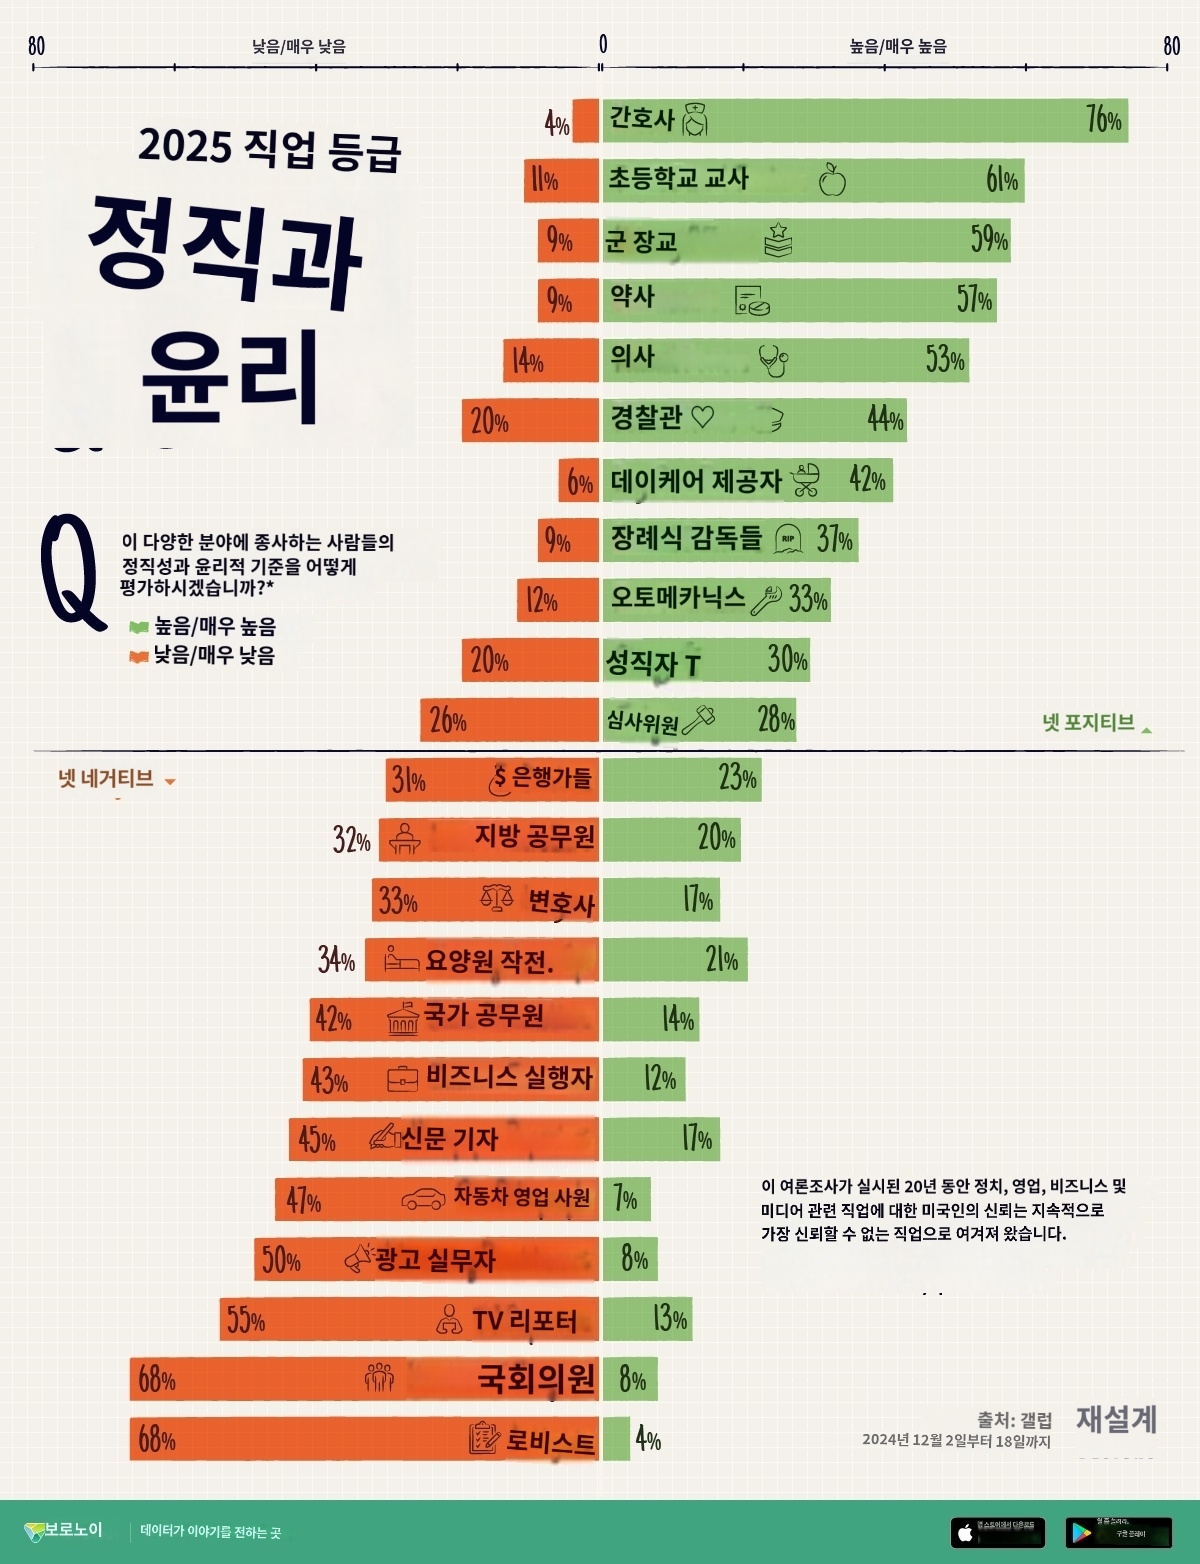 80 낮음/매우 낮음 0 높음/매우 높음 80
2025 직업 등급
정직과
윤리
Q
이 다양한 분야에 종사하는 사람들의
정직성과 윤리적 기준을 어떻게
평가하시겠습니까?*
높음/매우 높음
낮음/매우 낮음
4% 간호사 76%
11% 초등학교 교사 61%
9% 군 장교 59%
9% 약사 57%
14% 의사 53%
20% 경찰관 ♡ 44%
6% 데이케어 제공자 42%
9% 장례식 감독들 RIP 37%
12% 오토메카닉스 33%
20% 성직자 T 30%
26% 심사위원 28%
넷 포지티브
넷 네거티브
31% $ 은행가들 23%
32% 지방 공무원 20%
33% 변호사 17%
34% 요양원 작전. 21%
42% 국가 공무원 14%
43% 비즈니스 실행자 12%
45% 신문 기자 17%
47% 자동차 영업 사원 7%
50% 광고 실무자 8%
55% TV 리포터 13%
68% 국회의원 8%
68% 로비스트 4%
이 여론조사가 실시된 20년 동안 정치, 영업, 비즈니스 및
미디어 관련 직업에 대한 미국인의 신뢰는 지속적으로
가장 신뢰할 수 없는 직업으로 여겨져 왔습니다.
출처: 갤럽
2024년 12월 2일부터 18일까지
재설계
보로노이
데이터가 이야기를 전하는 곳
앱 스토어에서 다운로드
구글 플레이